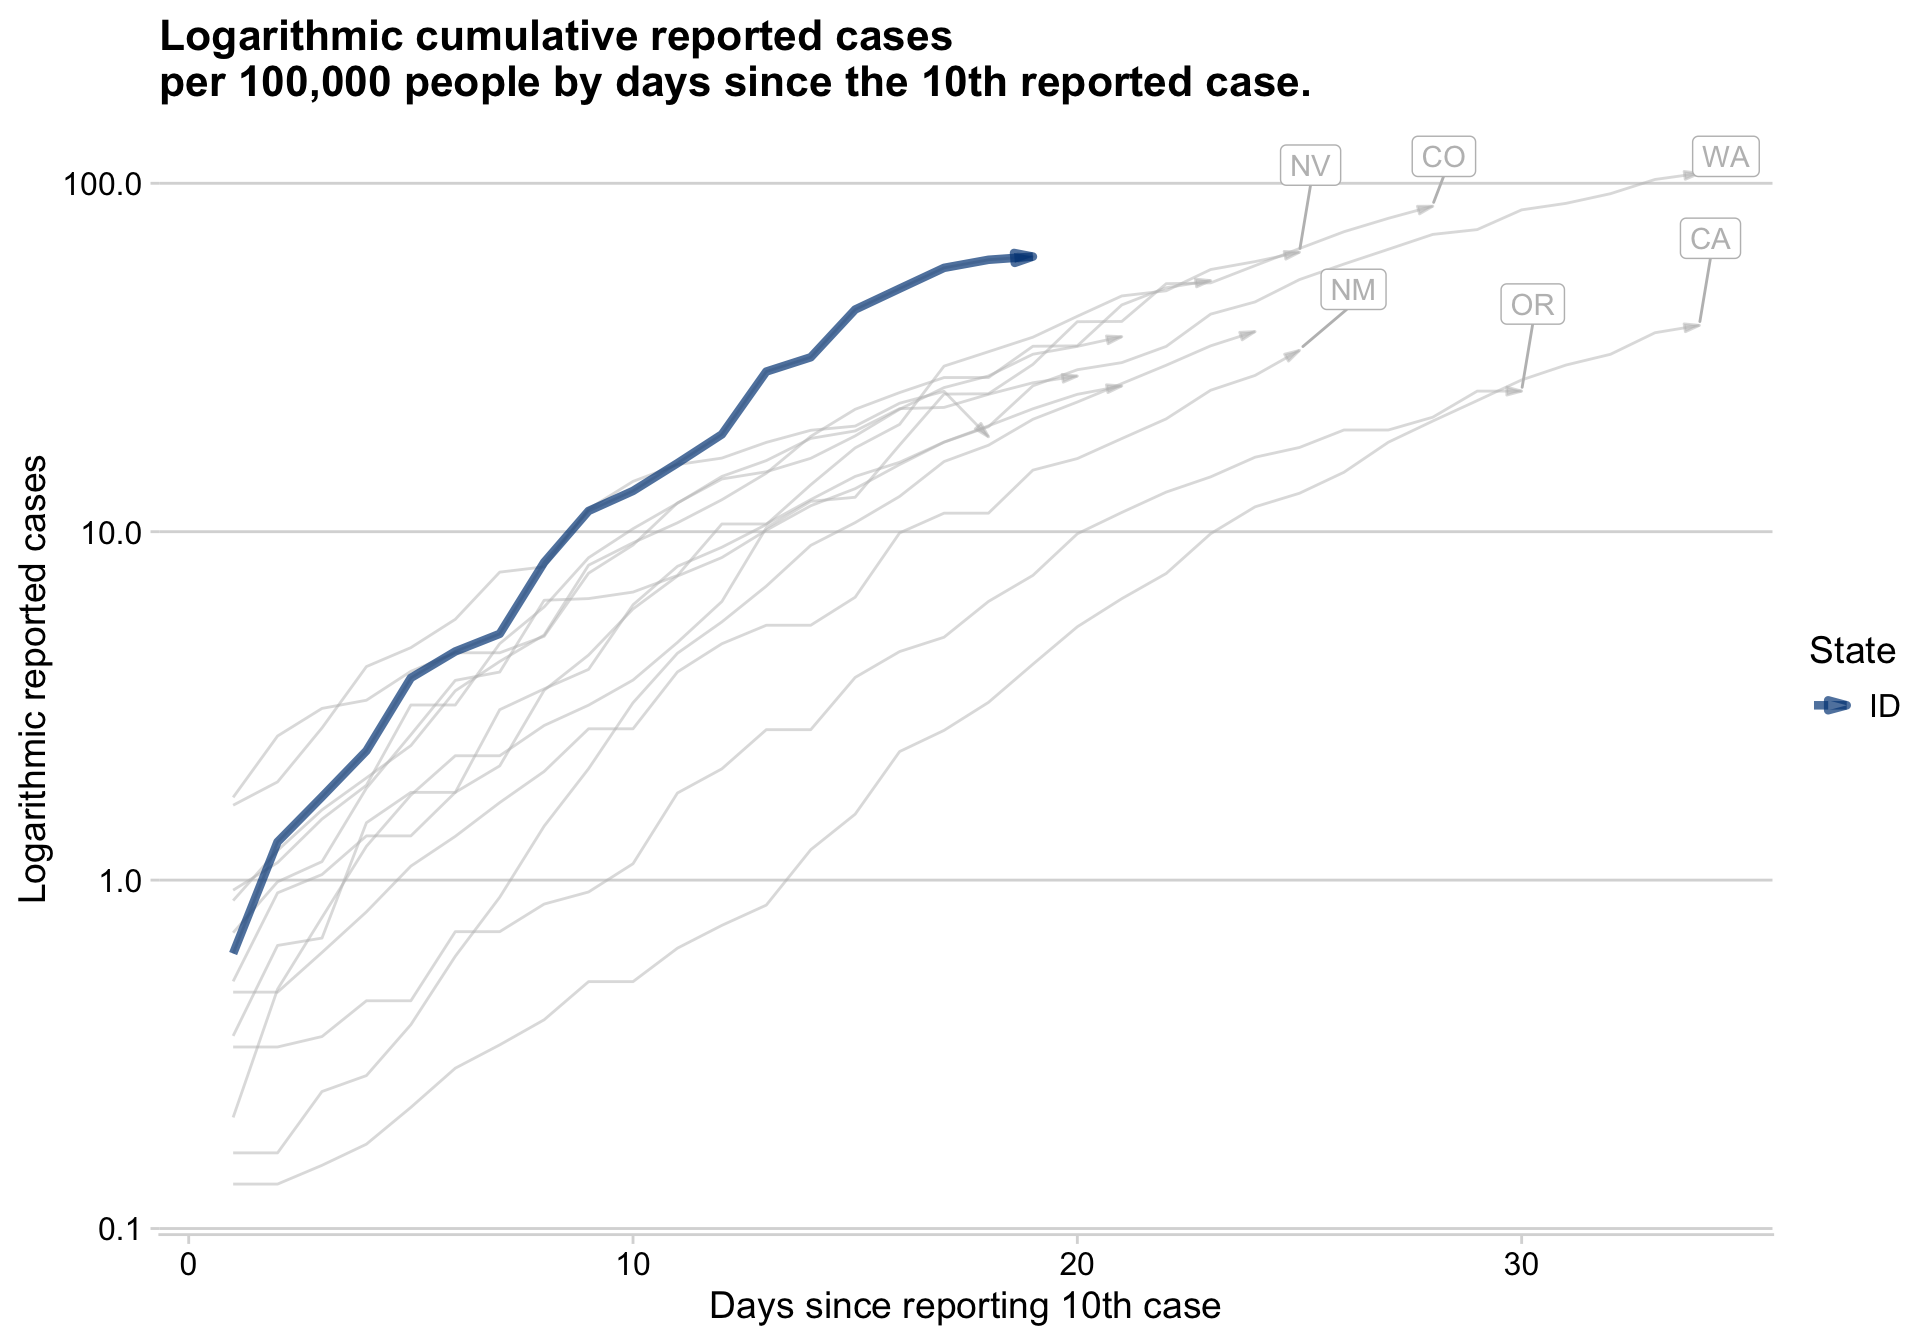 Logarithmic cumulative reported cases
per 100,000 people by days since the 10th reported case.
NV
CO
WA
100.0
CA
NM
OR
10.0
Logarithmic reported cases
State
ID
1.0
0.1
0 10 20 30
Days since reporting 10th case